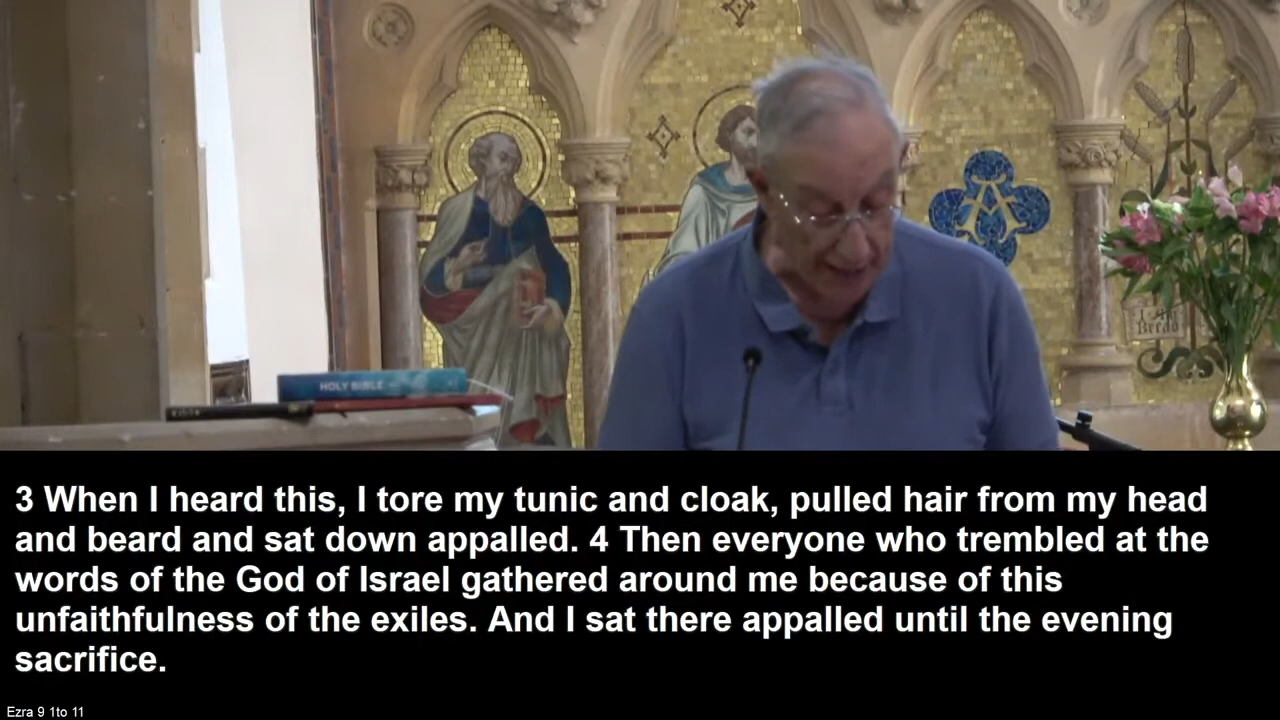 HOLY BIBLE
I Am
Bread
3 When I heard this, I tore my tunic and cloak, pulled hair from my head
and beard and sat down appalled. 4 Then everyone who trembled at the
words of the God of Israel gathered around me because of this
unfaithfulness of the exiles. And I sat there appalled until the evening
sacrifice.
Ezra 9 1to 11